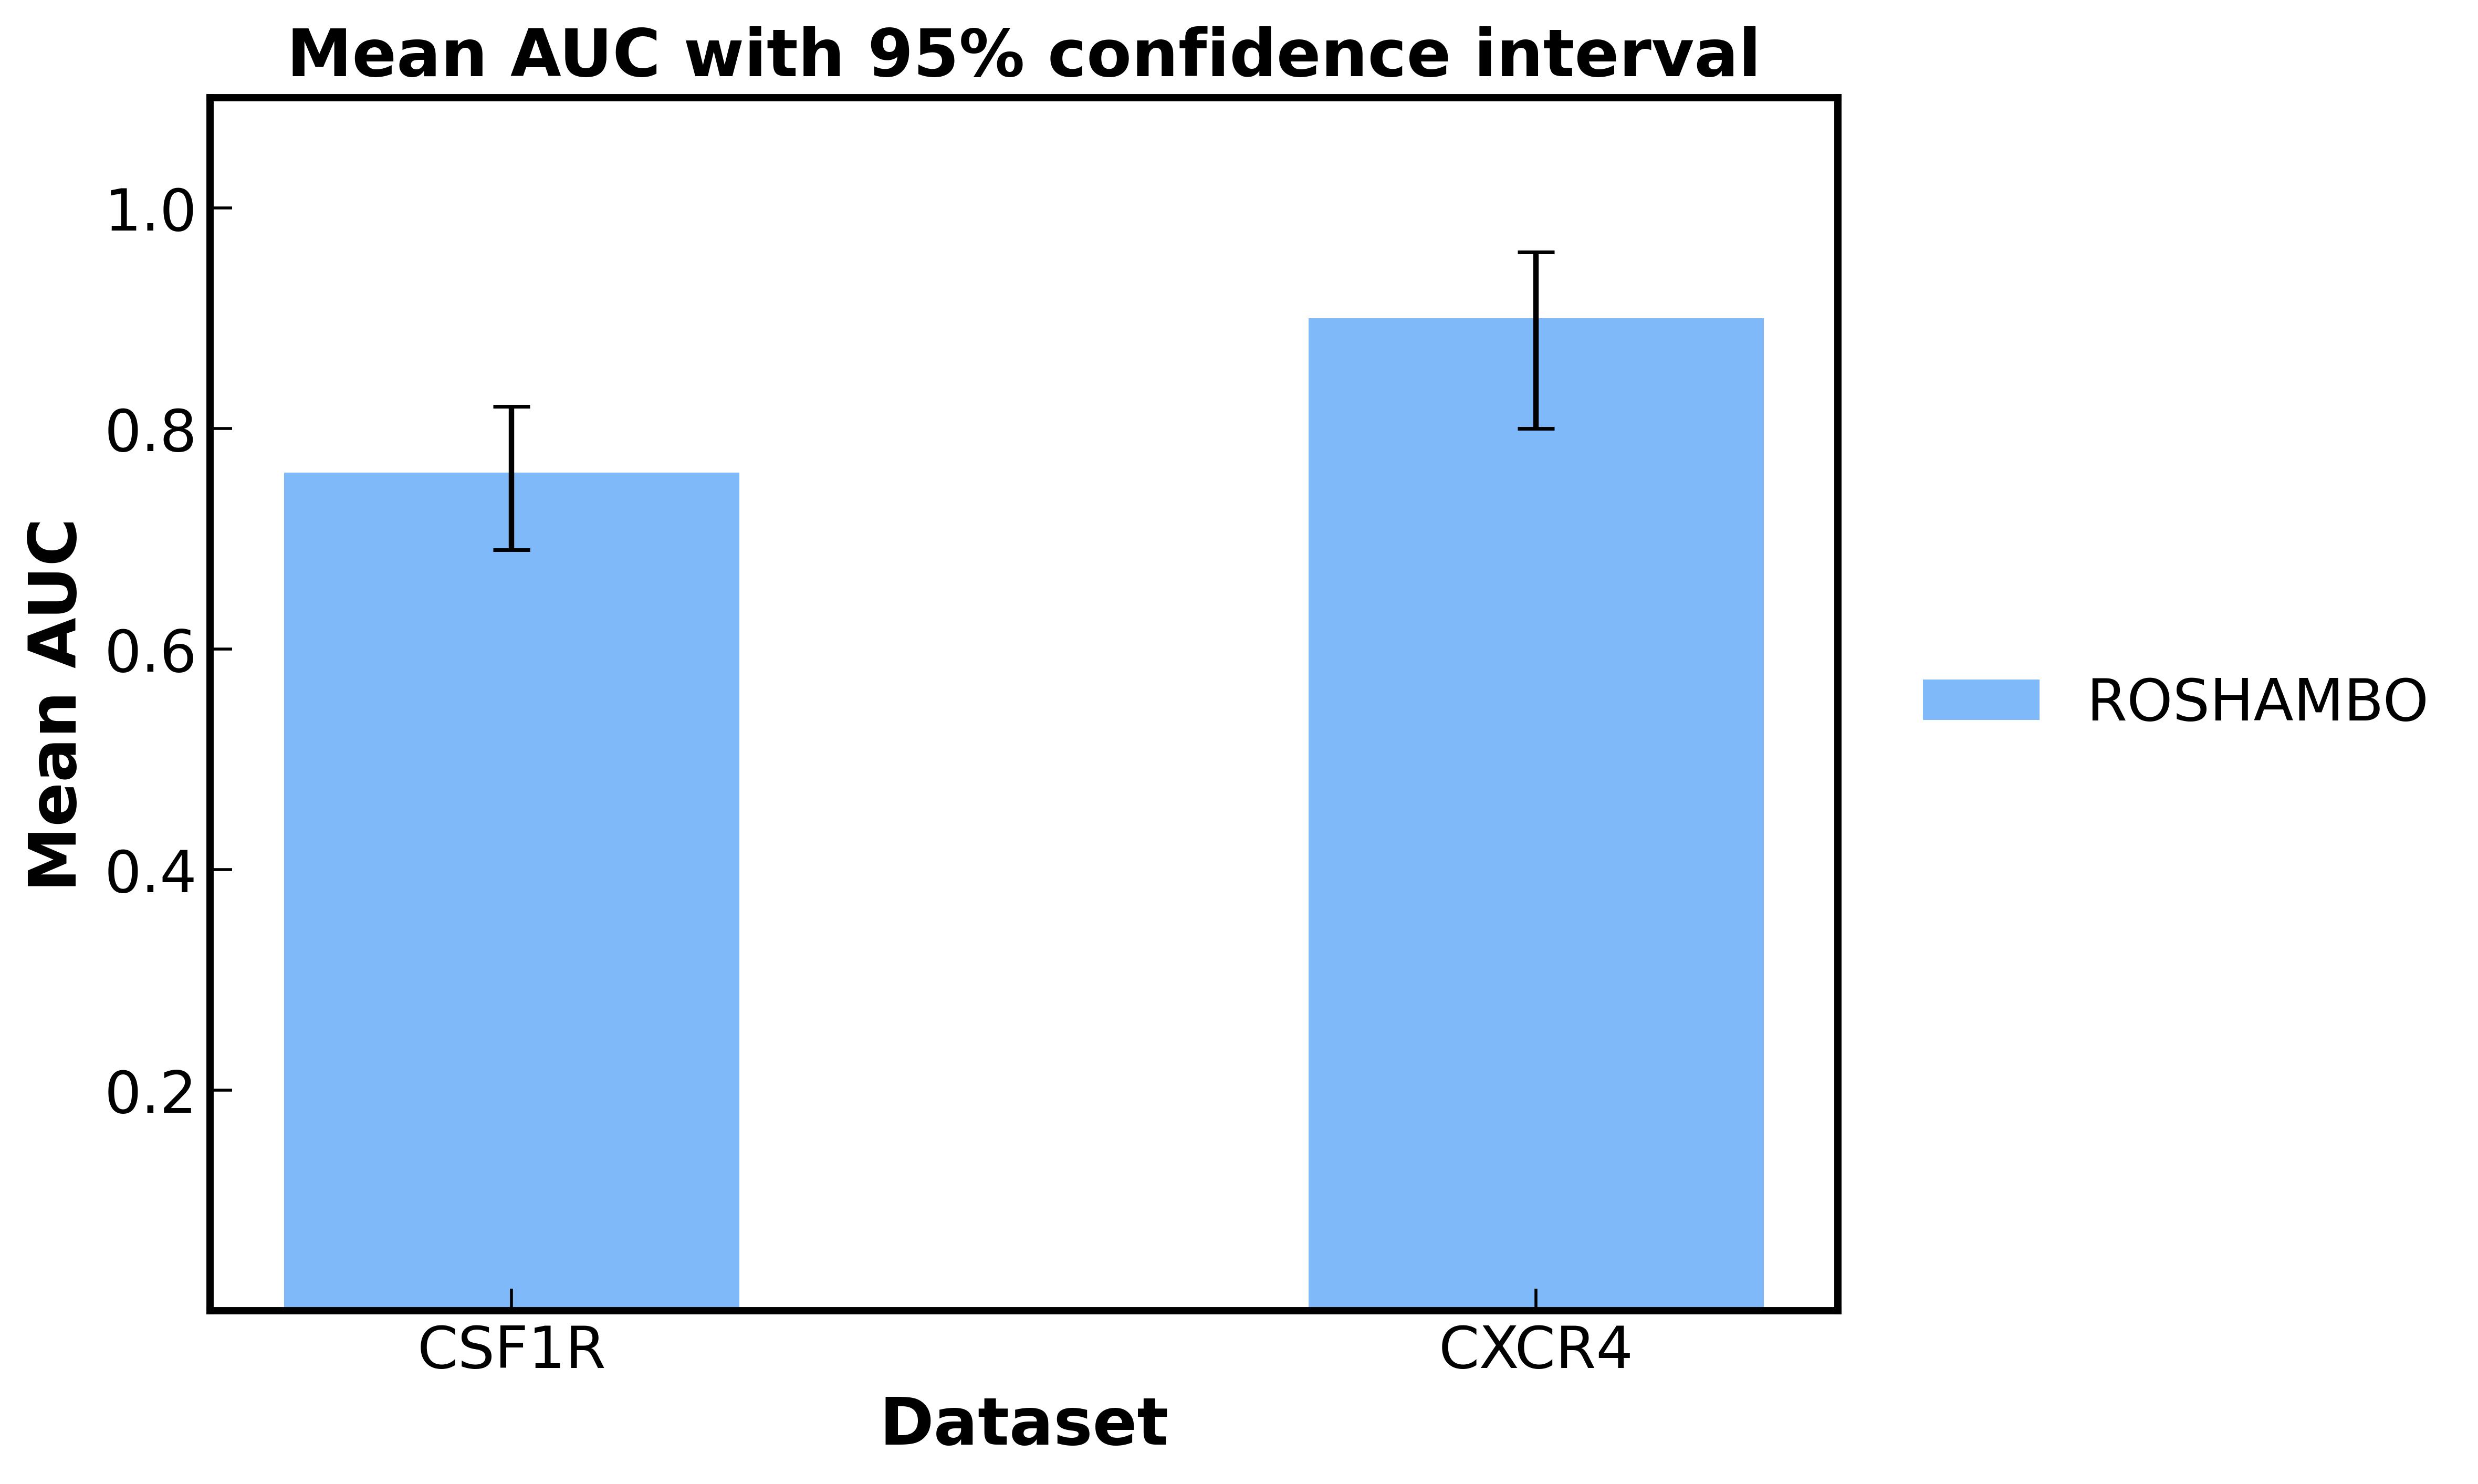 Mean AUC with 95% confidence interval
Mean AUC
1.0
0.8
0.6
0.4
0.2
CSF1R
CXCR4
Dataset
ROSHAMBO